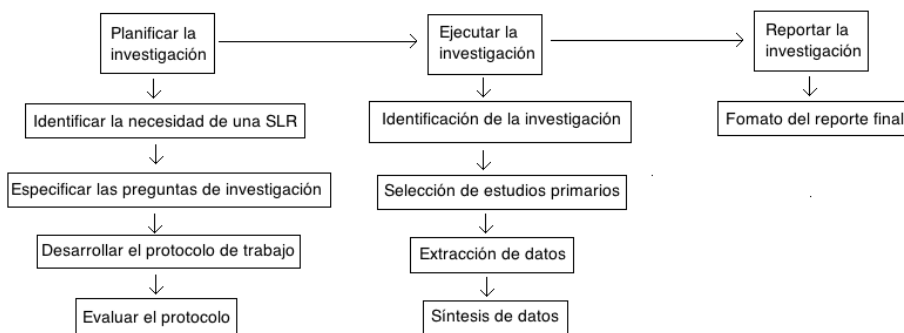 Planificar la
investigación
Identificar la necesidad de una SLR
Especificar las preguntas de investigación
Desarrollar el protocolo de trabajo
Evaluar el protocolo
Ejecutar la
investigación
Identificación de la investigación
Selección de estudios primarios
Extracción de datos
Síntesis de datos
Reportar la
investigación
Fomato del reporte final